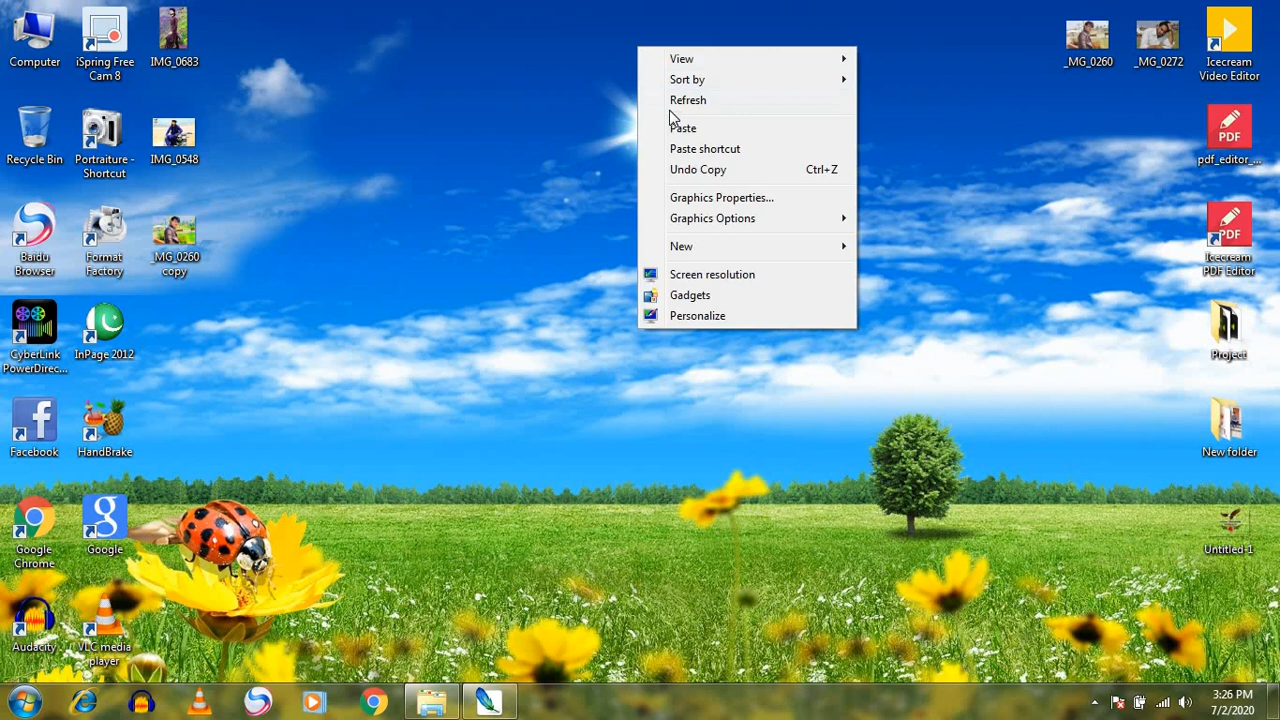 Computer
iSpring Free
Cam 8
IMG_0683
_MG_0260
_MG_0272
Icecream
Video Editor
View
Sort by
Refresh
Paste
Paste shortcut
Undo Copy Ctrl+Z
Graphics Properties...
Graphics Options
New
Screen resolution
Gadgets
Personalize
Recycle Bin
Portraiture -
Shortcut
IMG_0548
PDF
pdf_editor_...
Baidu
Browser
Format
Factory
_MG_0260
copy
PDF
Icecream
PDF Editor
CyberLink
PowerDirec...
InPage 2012
Project
Facebook
HandBrake
New folder
Google
Chrome
Google
Untitled-1
Audacity
VLC media
player
3:26 PM
7/2/2020